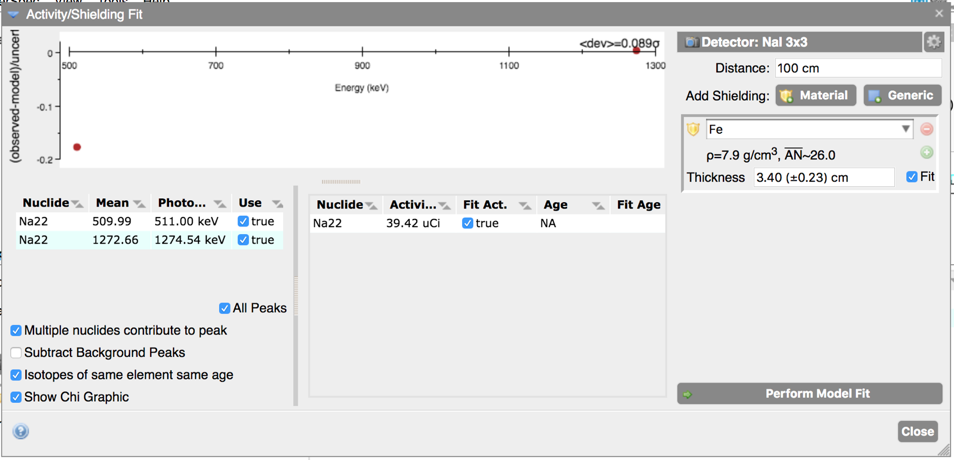 Activity/Shielding Fit
(observed-model)/uncert
0
-0.1
-0.2
<dev>=0.089σ
500
700
900
1100
1300
Energy (keV)
Detector: NaI 3x3
Distance: 100 cm
Add Shielding: Material Generic
Fe
ρ=7.9 g/cm3, AN~26.0
Thickness 3.40 (±0.23) cm Fit
Nuclide Mean Photo... Use
Na22 509.99 511.00 keV true
Na22 1272.66 1274.54 keV true
Nuclide Activi... Fit Act. Age Fit Age
Na22 39.42 uCi true NA
All Peaks
Multiple nuclides contribute to peak
Subtract Background Peaks
Isotopes of same element same age
Show Chi Graphic
Perform Model Fit
Close